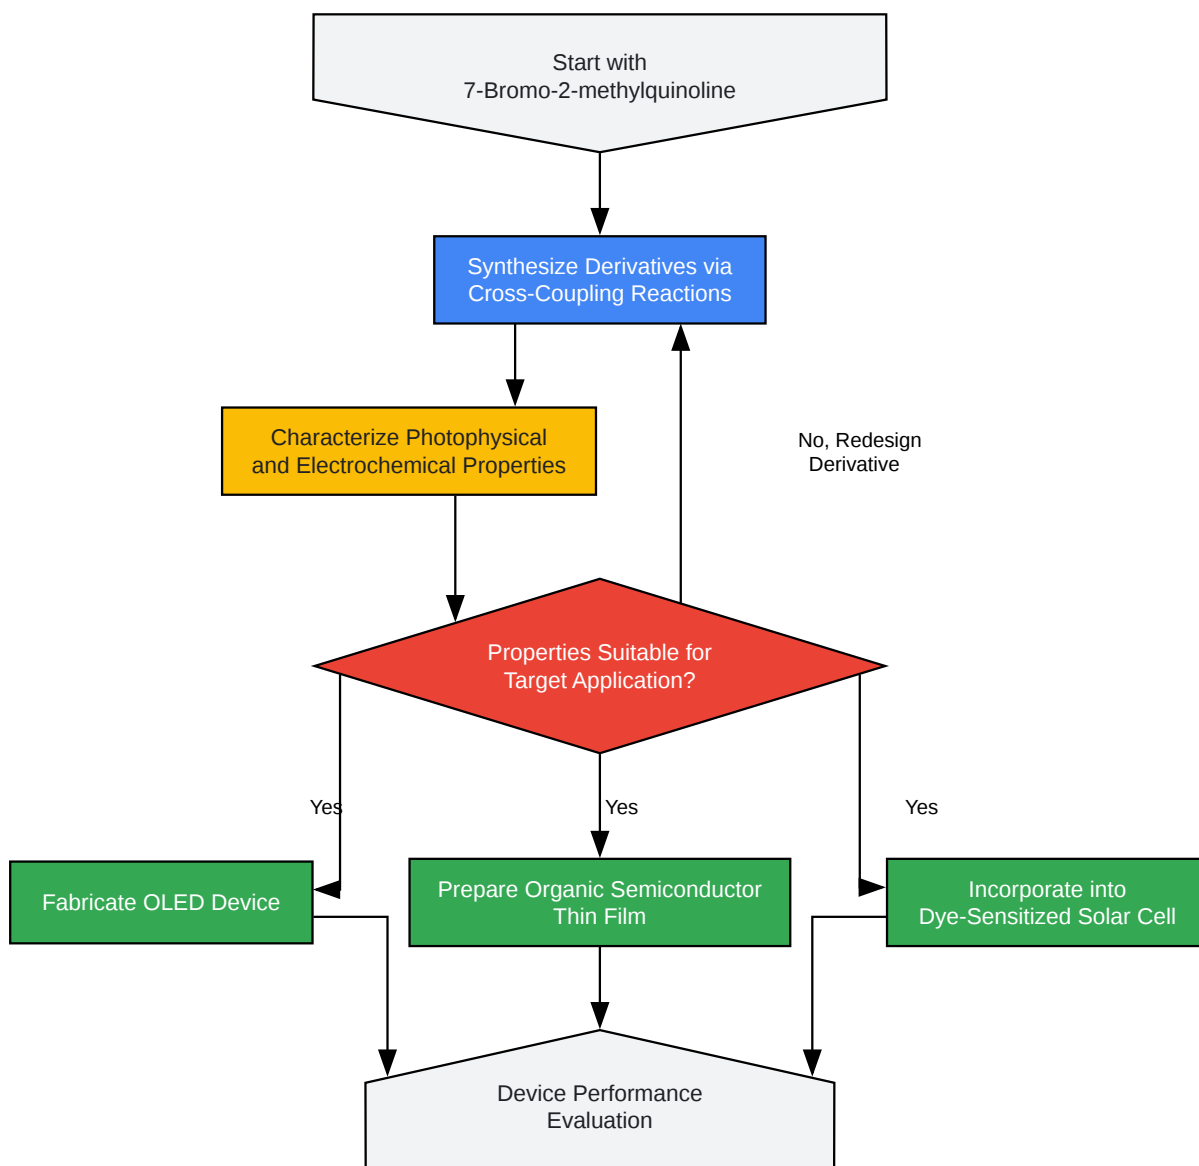 Start with
7-Bromo-2-methylquinoline
Synthesize Derivatives via
Cross-Coupling Reactions
Characterize Photophysical
and Electrochemical Properties
No, Redesign
Derivative
Properties Suitable for
Target Application?
Yes
Yes
Yes
Fabricate OLED Device
Prepare Organic Semiconductor
Thin Film
Incorporate into
Dye-Sensitized Solar Cell
Device Performance
Evaluation